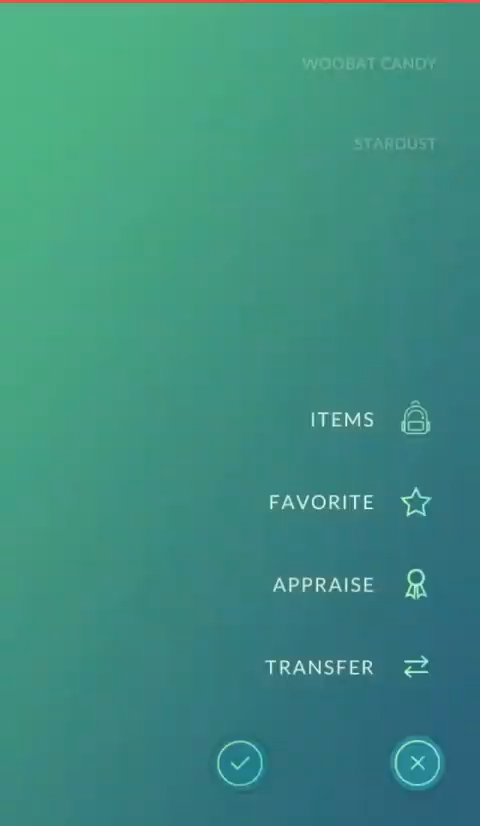 WOOBAT CANDY
STARDUST
ITEMS
FAVORITE
APPRAISE
TRANSFER